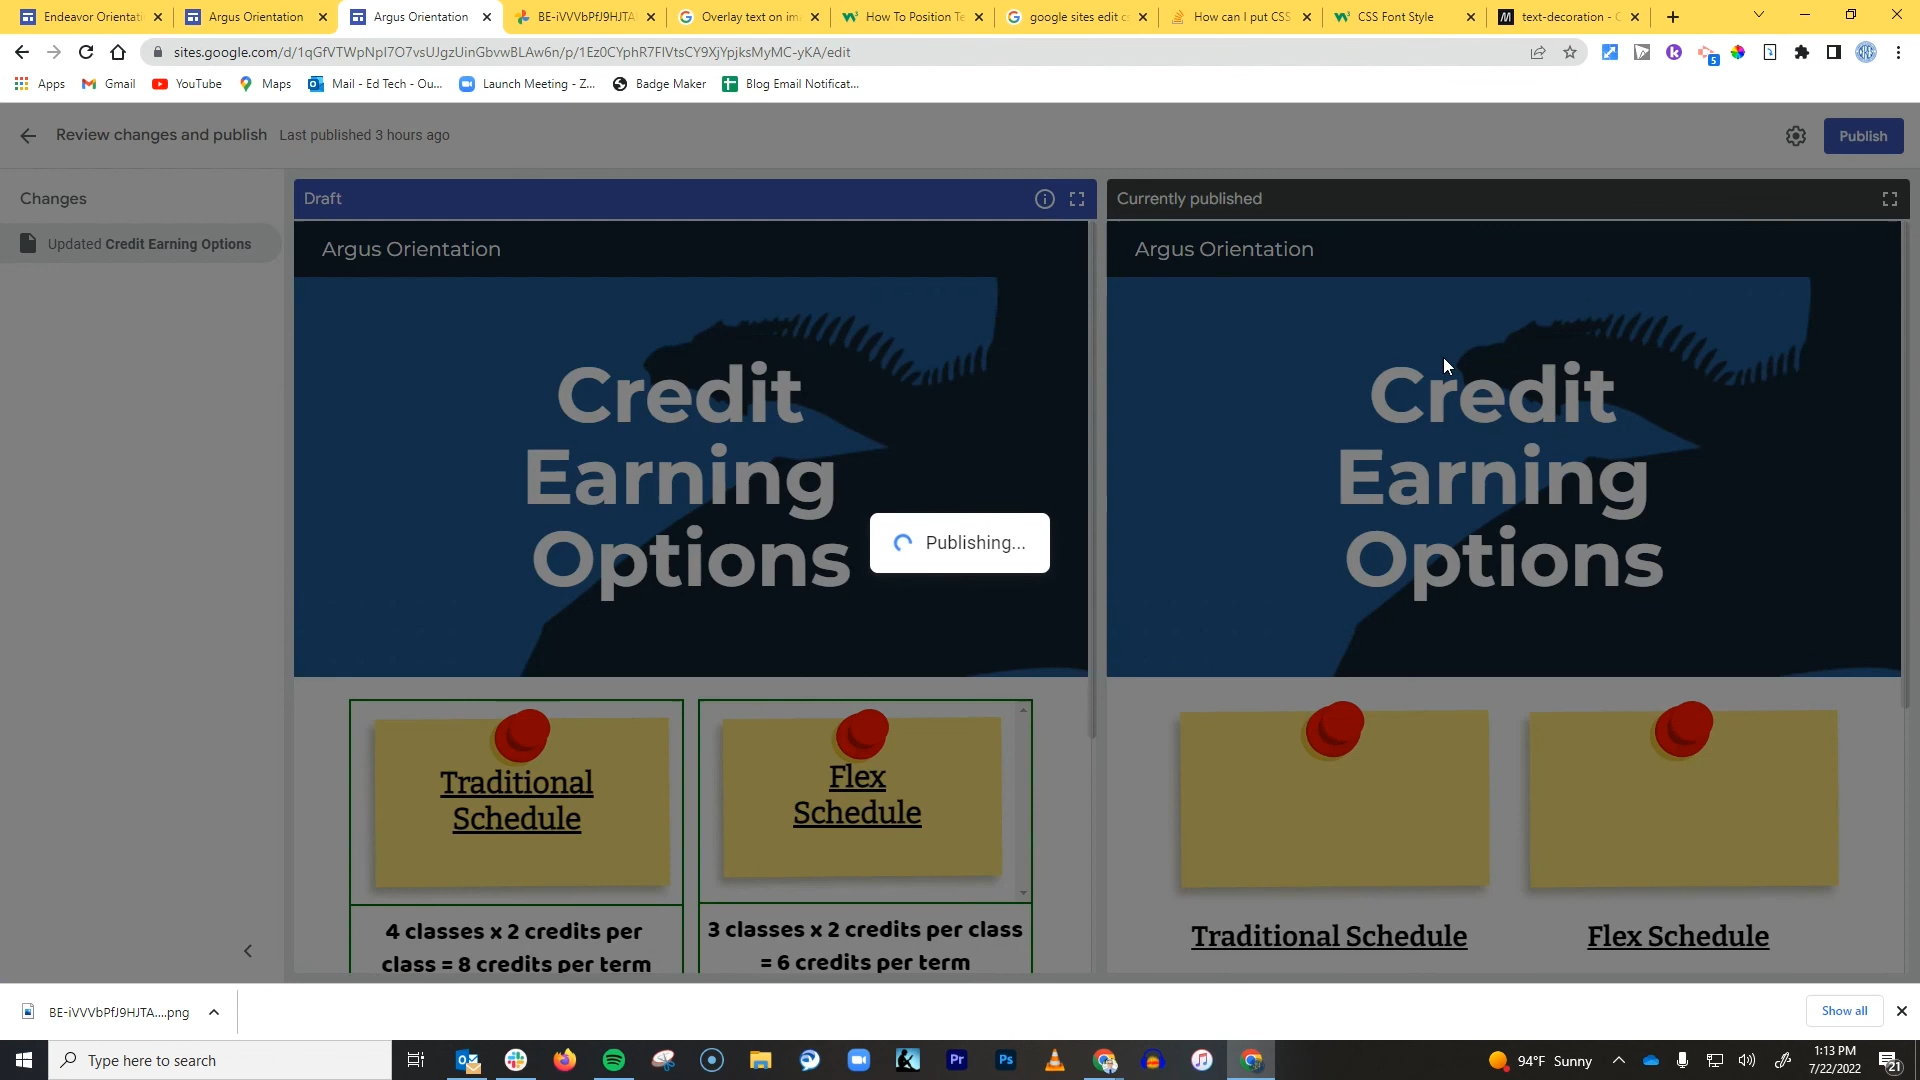 Endeavor Orientati
Argus Orientation
Argus Orientation
BE-iVVVbPfJ9HJTA
Overlay text on im
How To Position Te
google sites edit c
How can I put CSS
CSS Font Style
text-decoration - C
sites.google.com/d/1qGfVTWpNpI7O7vsUJgzUinGbvwBLAw6n/p/1Ez0CYphR7FlVtsCY9XjYpjksMyMC-yKA/edit
5
Apps
Gmail
YouTube
Maps
Mail - Ed Tech - Ou...
Launch Meeting - Z...
Badge Maker
Blog Email Notificat...
Review changes and publish
Last published 3 hours ago
Publish
Changes
Updated Credit Earning Options
Draft
Currently published
Argus Orientation
Credit
Earning
Options
Argus Orientation
Credit
Earning
Options
Publishing...
Traditional
Schedule
Flex
Schedule
4 classes x 2 credits per
class = 8 credits per term
3 classes x 2 credits per class
= 6 credits per term
Traditional Schedule
Flex Schedule
BE-iVVVbPfJ9HJTA....png
Show all
Type here to search
Pr
Ps
94°F Sunny
1:13 PM
7/22/2022
21